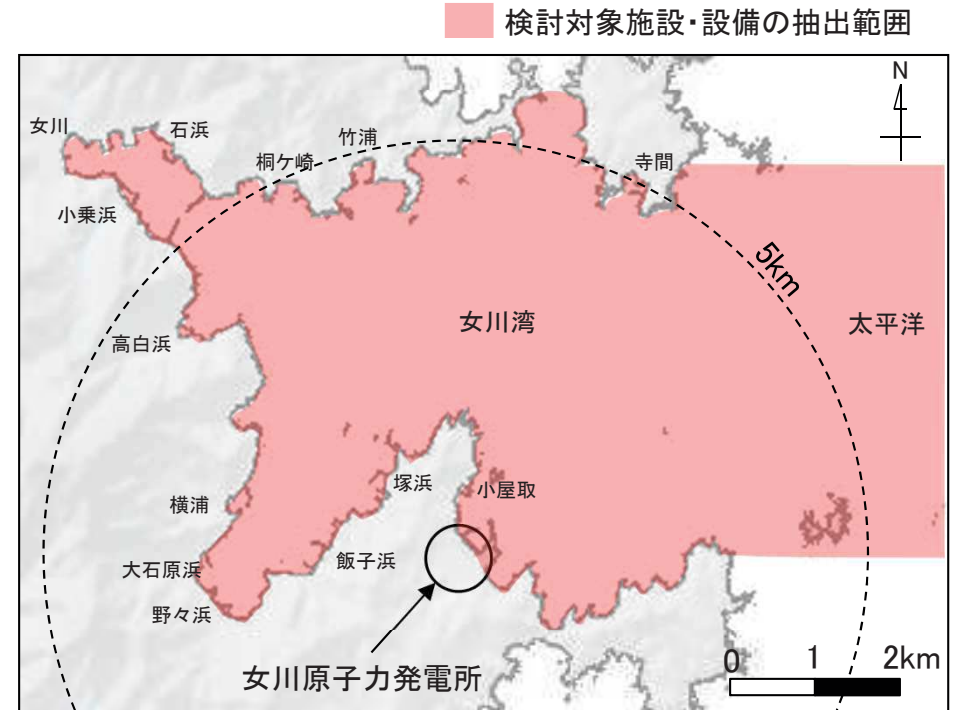 検討対象施設・設備の抽出範囲
N
女川
石浜
竹浦
桐ケ崎
寺間
小乗浜
5km
女川湾
太平洋
高白浜
塚浜
小屋取
横浦
飯子浜
大石原浜
野々浜
女川原子力発電所
0 1 2km